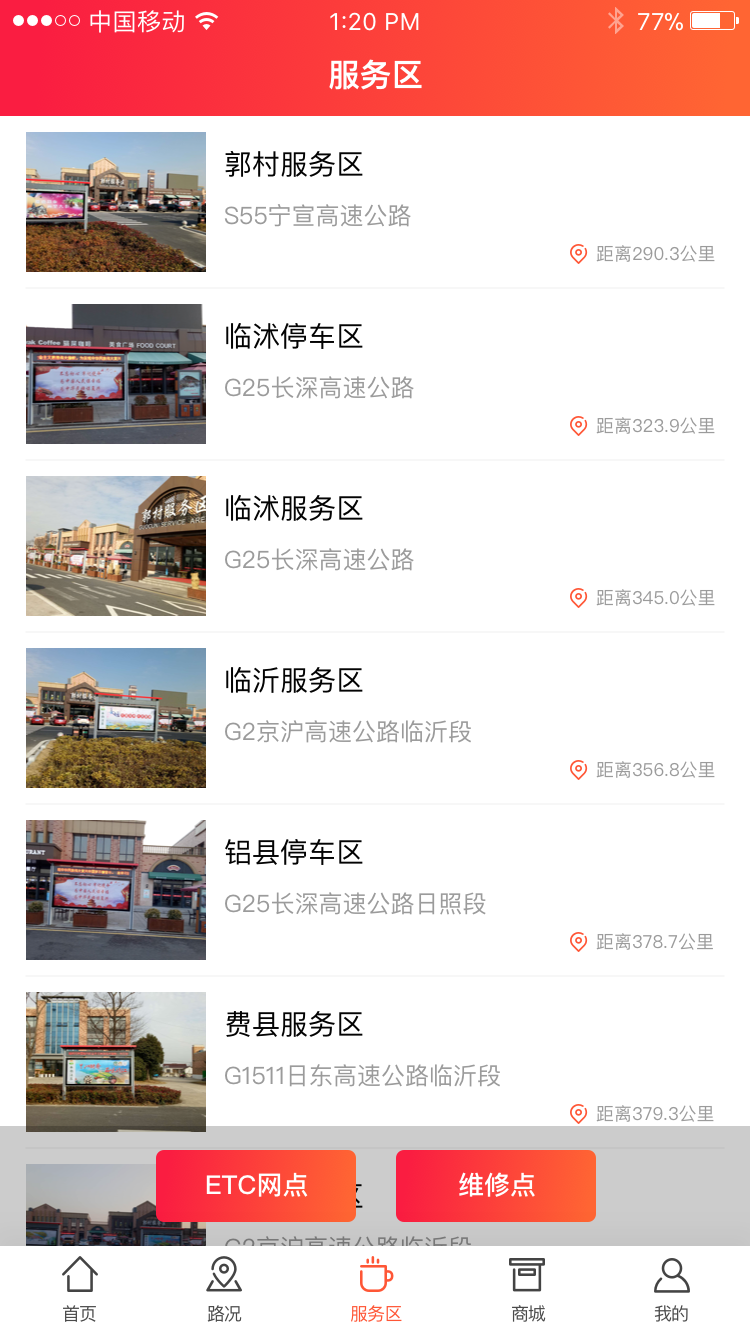 中国移动
1:20 PM
77%
服务区
郭村服务区
S55宁宣高速公路
距离290.3公里
临沭停车区
G25长深高速公路
距离323.9公里
临沭服务区
G25长深高速公路
距离345.0公里
郭村服务区
SERVICE AREA
临沂服务区
G2京沪高速公路临沂段
距离356.8公里
铝县停车区
G25长深高速公路日照段
距离378.7公里
费县服务区
G1511日东高速公路临沂段
距离379.3公里
FOOD COURT
ETC网点
维修点
G2京沪高速公路临沂段
首页
路况
服务区
商城
我的